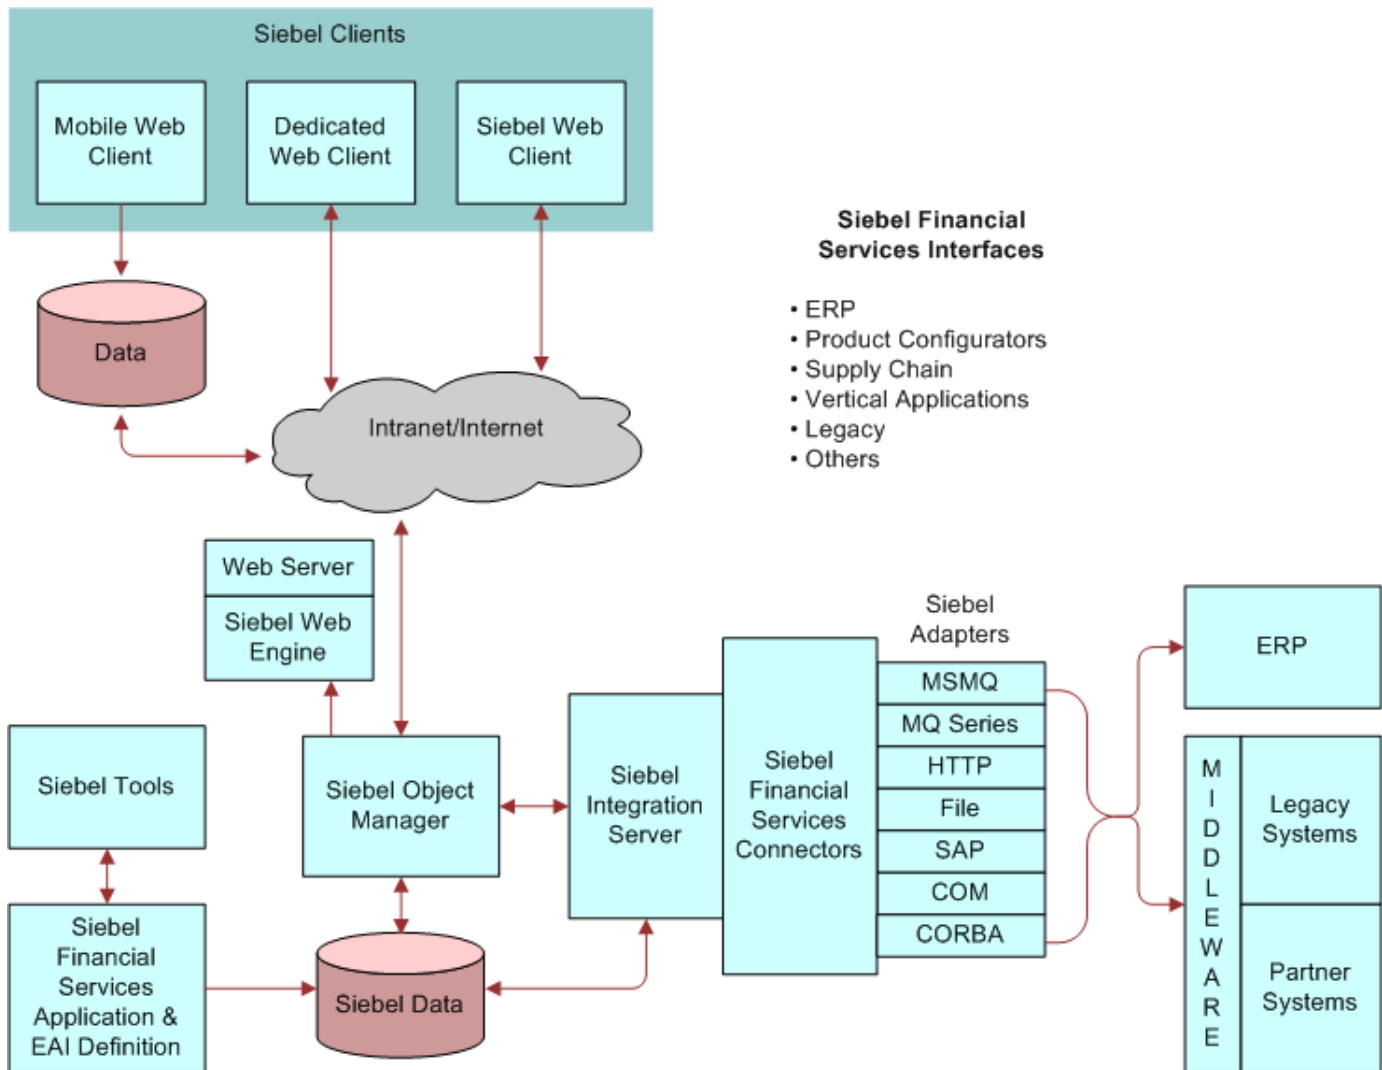 Siebel Clients
Mobile Web
Client
Dedicated
Web Client
Siebel Web
Client
Data
Intranet/Internet
Siebel Financial
Services Interfaces
• ERP
• Product Configurators
• Supply Chain
• Vertical Applications
• Legacy
• Others
Web Server
Siebel Web
Engine
Siebel Tools
Siebel Object
Manager
Siebel
Financial
Services
Application &
EAI Definition
Siebel Data
Siebel
Integration
Server
Siebel
Financial
Services
Connectors
Siebel
Adapters
MSMQ
MQ Series
HTTP
File
SAP
COM
CORBA
ERP
MIDDLEWARE
Legacy
Systems
Partner
Systems